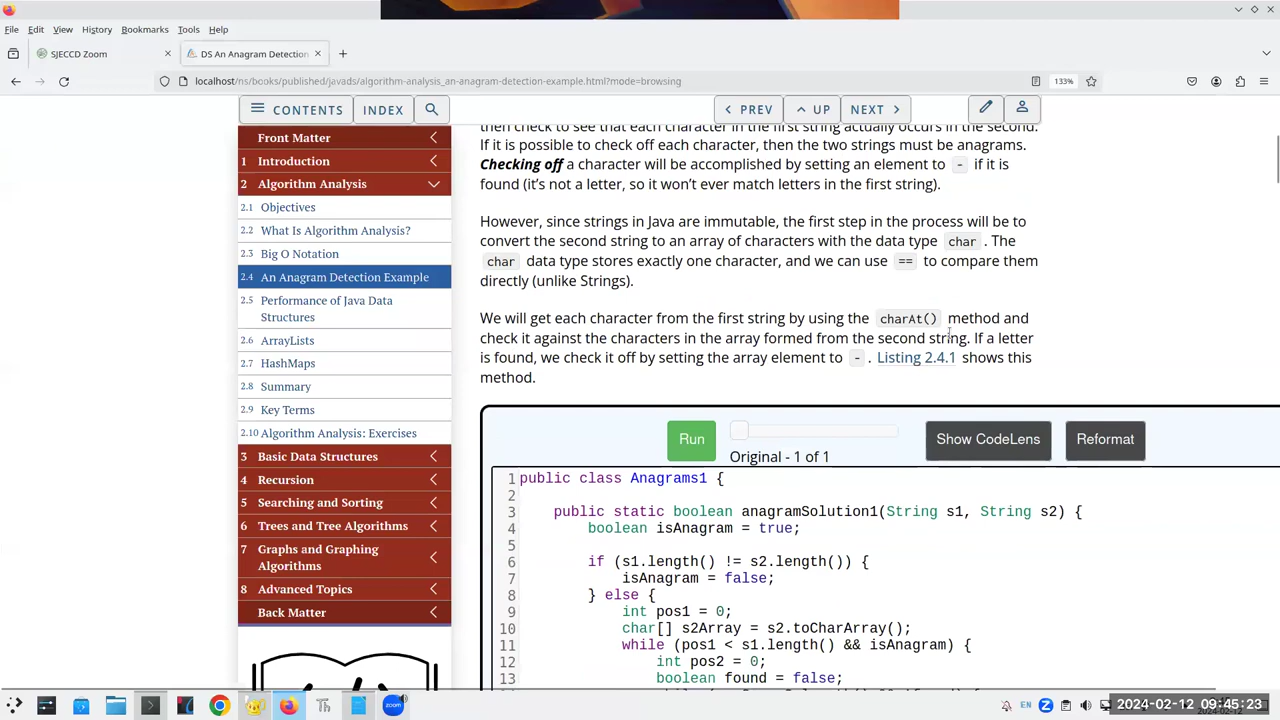 File Edit View History Bookmarks Tools Help
SJECCD Zoom
DS An Anagram Detection
localhost/ns/books/published/javads/algorithm-analysis_an-anagram-detection-example.html?mode=browsing
133%
CONTENTS INDEX PREV UP NEXT
Front Matter
1 Introduction
2 Algorithm Analysis
2.1 Objectives
2.2 What Is Algorithm Analysis?
2.3 Big O Notation
2.4 An Anagram Detection Example
2.5 Performance of Java Data
Structures
2.6 ArrayLists
2.7 HashMaps
2.8 Summary
2.9 Key Terms
2.10 Algorithm Analysis: Exercises
3 Basic Data Structures
4 Recursion
5 Searching and Sorting
6 Trees and Tree Algorithms
7 Graphs and Graphing
Algorithms
8 Advanced Topics
Back Matter
then check to see that each character in the first string actually occurs in the second.
If it is possible to check off each character, then the two strings must be anagrams.
Checking off a character will be accomplished by setting an element to - if it is
found (it’s not a letter, so it won’t ever match letters in the first string).
However, since strings in Java are immutable, the first step in the process will be to
convert the second string to an array of characters with the data type char . The
char data type stores exactly one character, and we can use == to compare them
directly (unlike Strings).
We will get each character from the first string by using the charAt() method and
check it against the characters in the array formed from the second string. If a letter
is found, we check it off by setting the array element to - . Listing 2.4.1 shows this
method.
Run
Original - 1 of 1
Show CodeLens
Reformat
1 public class Anagrams1 {
2
3 public static boolean anagramSolution1(String s1, String s2) {
4 boolean isAnagram = true;
5
6 if (s1.length() != s2.length()) {
7 isAnagram = false;
8 } else {
9 int pos1 = 0;
10 char[] s2Array = s2.toCharArray();
11 while (pos1 < s1.length() && isAnagram) {
12 int pos2 = 0;
13 boolean found = false;
zoom
EN
2024-02-12 09:45:23